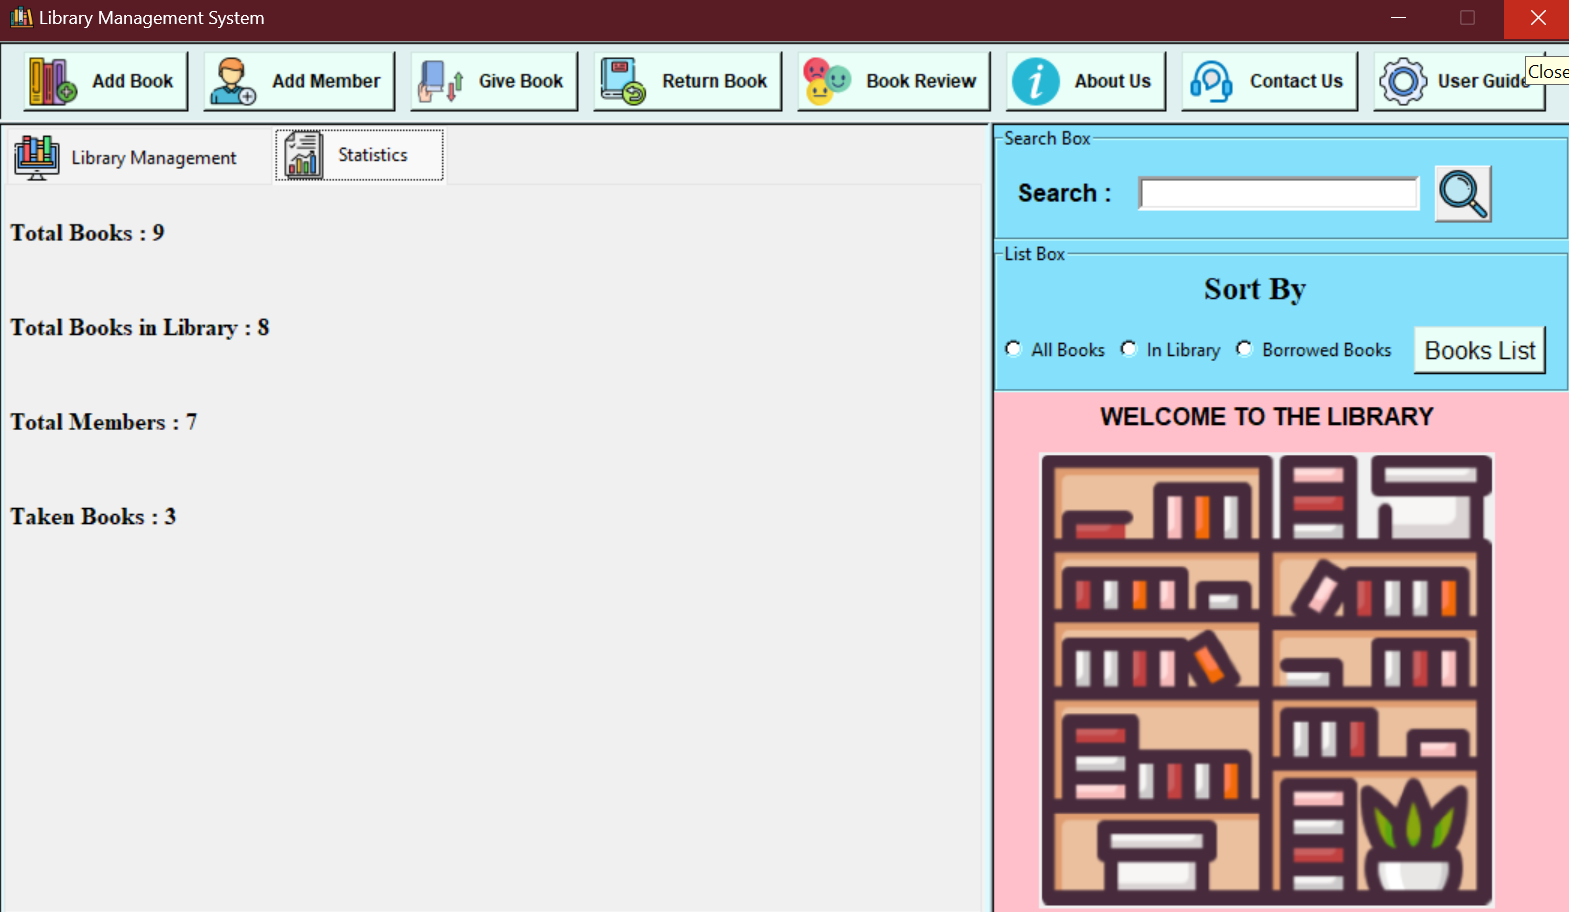 Library Management System
Add Book
Add Member
Give Book
Return Book
Book Review
About Us
Contact Us
User Guide
Close
Library Management
Statistics
Total Books : 9
Total Books in Library : 8
Total Members : 7
Taken Books : 3
Search Box
Search :
List Box
Sort By
All Books
In Library
Borrowed Books
Books List
WELCOME TO THE LIBRARY